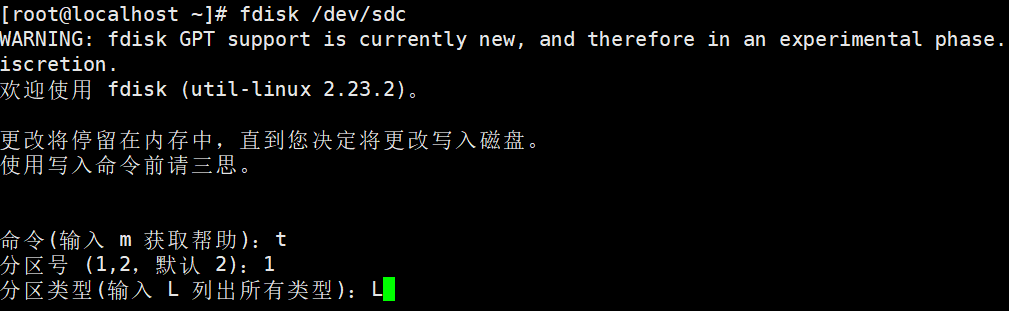 [root@localhost ~]# fdisk /dev/sdc
WARNING: fdisk GPT support is currently new, and therefore in an experimental phase.
iscretion.
欢迎使用 fdisk (util-linux 2.23.2)。
更改将停留在内存中，直到您决定将更改写入磁盘。
使用写入命令前请三思。
命令(输入 m 获取帮助)：t
分区号 (1,2，默认 2)：1
分区类型(输入 L 列出所有类型)：L